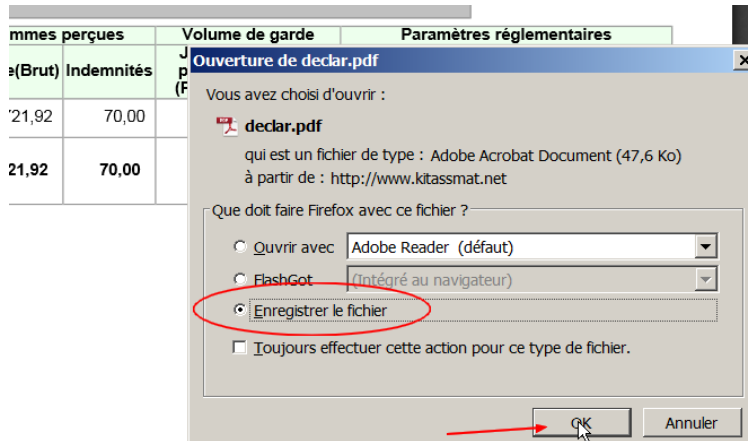 mmes perçues Volume de garde Paramètres réglementaires
e(Brut) Indemnités
721,92 70,00
21,92 70,00
Ouverture de declar.pdf
Vous avez choisi d'ouvrir :
declar.pdf
qui est un fichier de type : Adobe Acrobat Document (47,6 Ko)
à partir de : http://www.kitassmat.net
Que doit faire Firefox avec ce fichier ?
Ouvrir avec Adobe Reader (défaut)
FlashGot (Intégré au navigateur)
Enregistrer le fichier
Toujours effectuer cette action pour ce type de fichier.
OK Annuler